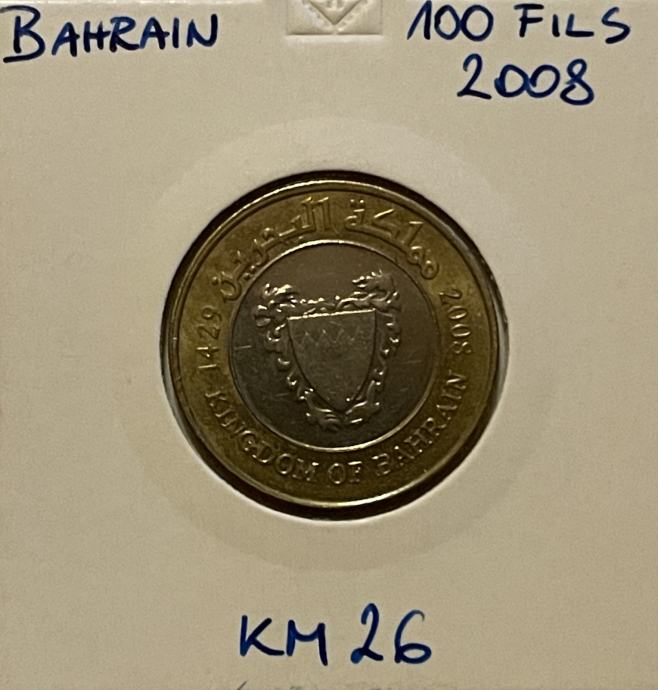 BAHRAIN
100 FILS
2008
مملكة البحرين
1429
2008
KINGDOM OF BAHRAIN
KM 26